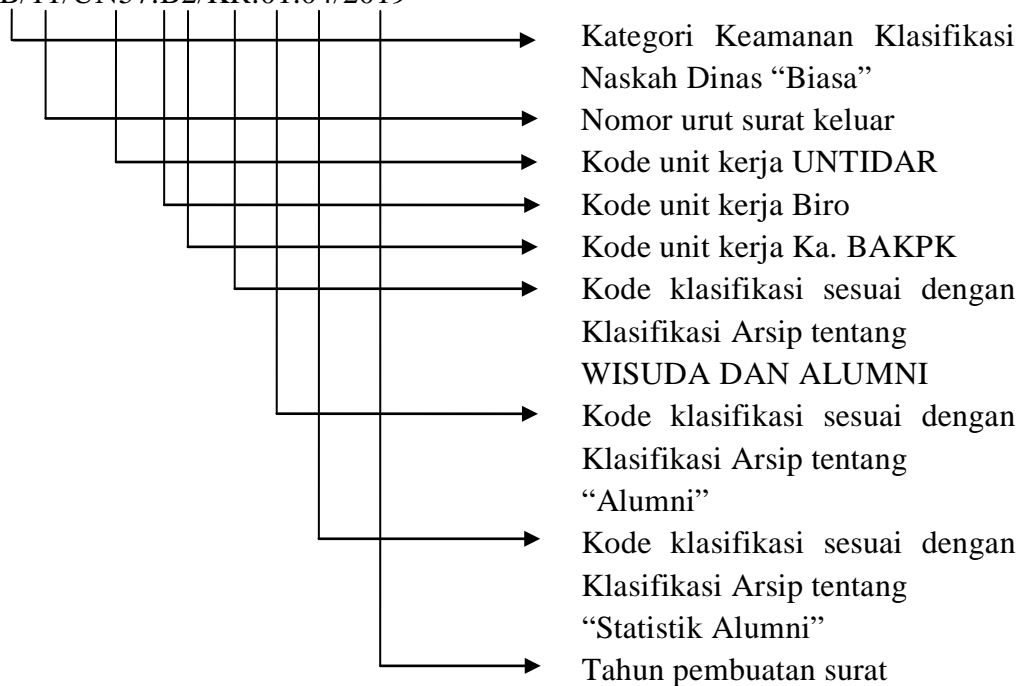 Kategori Keamanan Klasifikasi
Naskah Dinas “Biasa”
Nomor urut surat keluar
Kode unit kerja UNTIDAR
Kode unit kerja Biro
Kode unit kerja Ka. BAKPK
Kode klasifikasi sesuai dengan
Klasifikasi Arsip tentang
WISUDA DAN ALUMNI
Kode klasifikasi sesuai dengan
Klasifikasi Arsip tentang
“Alumni”
Kode klasifikasi sesuai dengan
Klasifikasi Arsip tentang
“Statistik Alumni”
Tahun pembuatan surat